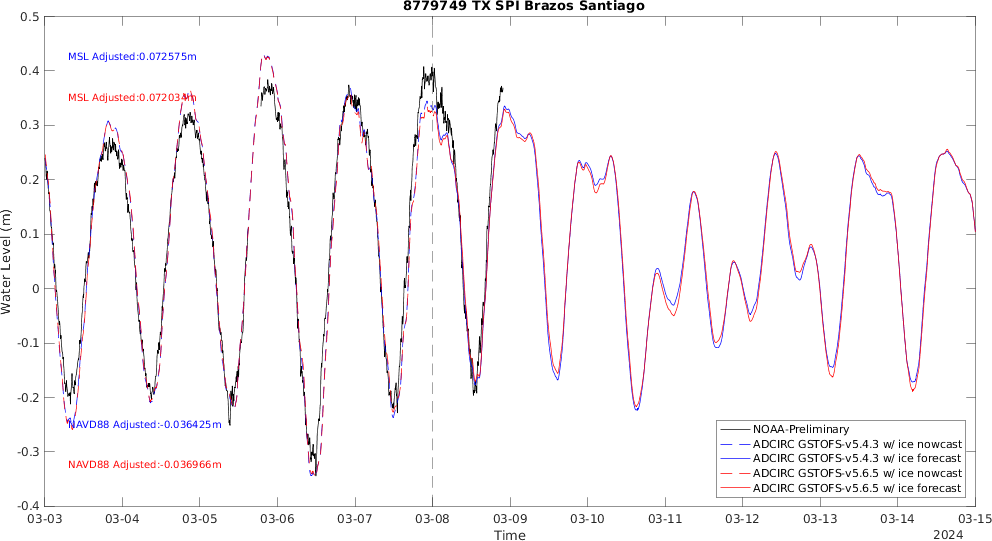 8779749 TX SPI Brazos Santiago
0.5
0.4
0.3
0.2
0.1
0
-0.1
-0.2
-0.3
-0.4
Water Level (m)
MSL Adjusted:0.072575m
MSL Adjusted:0.072034m
NAVD88 Adjusted:-0.036425m
NAVD88 Adjusted:-0.036966m
NOAA-Preliminary
ADCIRC GSTOFS-v5.4.3 w/ ice nowcast
ADCIRC GSTOFS-v5.4.3 w/ ice forecast
ADCIRC GSTOFS-v5.6.5 w/ ice nowcast
ADCIRC GSTOFS-v5.6.5 w/ ice forecast
03-03 03-04 03-05 03-06 03-07 03-08 03-09 03-10 03-11 03-12 03-13 03-14 03-15
Time
2024